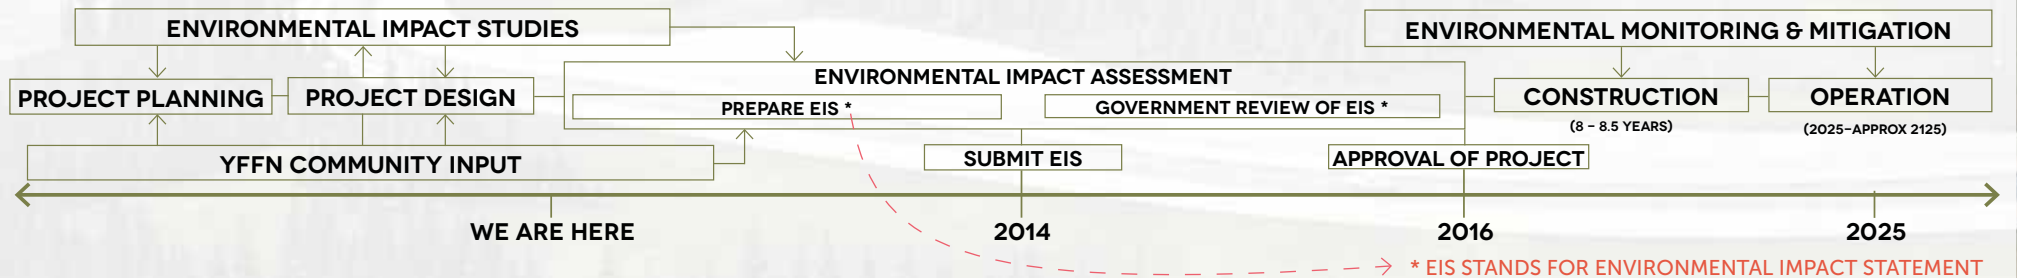 ENVIRONMENTAL IMPACT STUDIES
ENVIRONMENTAL MONITORING & MITIGATION
ENVIRONMENTAL IMPACT ASSESSMENT
PROJECT PLANNING
PROJECT DESIGN
PREPARE EIS *
GOVERNMENT REVIEW OF EIS *
CONSTRUCTION
(8 - 8.5 YEARS)
OPERATION
(2025-APPROX 2125)
YFFN COMMUNITY INPUT
SUBMIT EIS
APPROVAL OF PROJECT
WE ARE HERE
2014
2016
2025
* EIS STANDS FOR ENVIRONMENTAL IMPACT STATEMENT